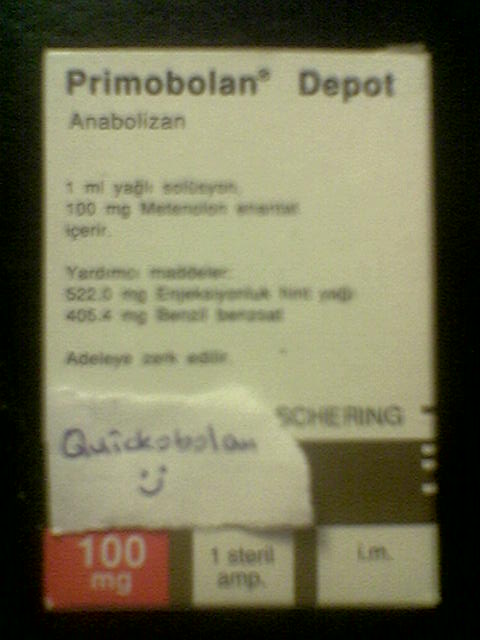 Primobolan® Depot
Anabolizan
1 ml yağlı solüsyon,
100 mg Metenolon enantat
içerir.
Yardımcı maddeler:
522.0 mg Enjeksiyonluk hint yağı
405.4 mg Benzil benzoat
Adeleye zerk edilir.
SCHERING
Quickobolan
100
mg
1 steril
amp.
i.m.